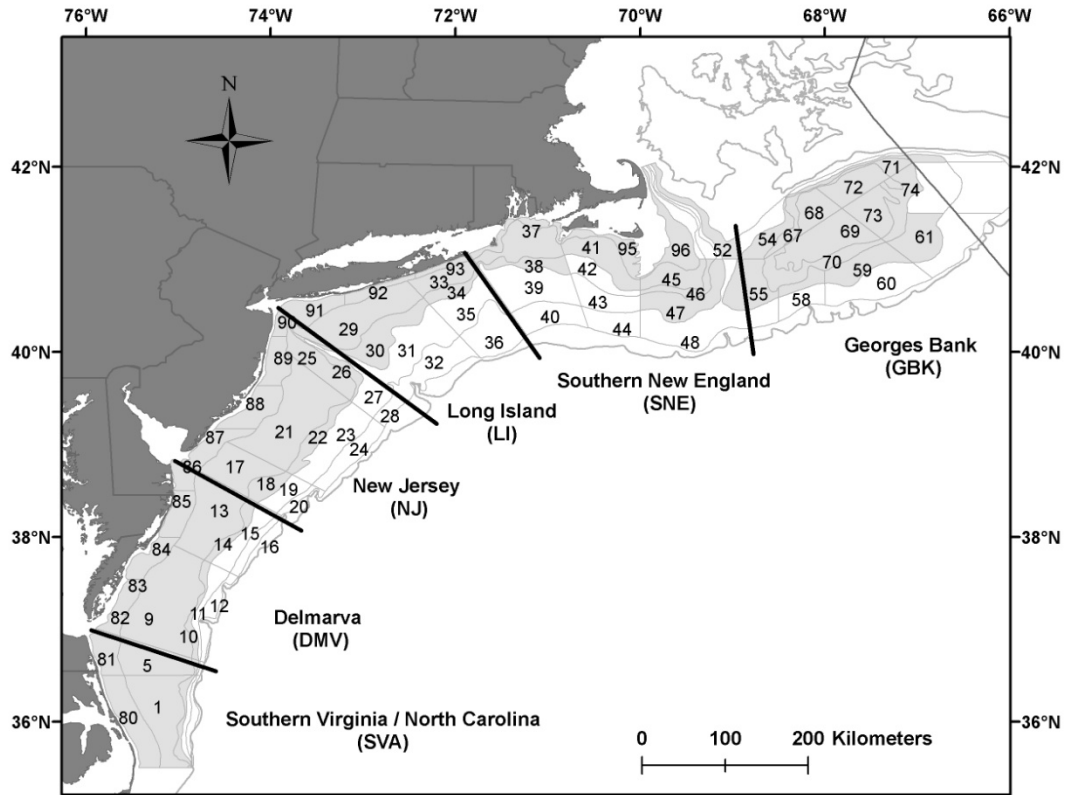 76°W 74°W 72°W 70°W 68°W 66°W
N
42°N 42°N
40°N 40°N
38°N 38°N
36°N 36°N
71
72 74
37 68 73
41 95 96 52 54 67 69 61
93 38 42 70 59
33 45
92 34 39 46 55 60
91 35 43 47 58
90 29 40 44 48
30 31 36
89 25 32
26
27
88 28
87 21 22 23
24
86 17
18 19
85 13 20
15
84 14 16
83
12
82 9 11
10
81 5
80 1
Georges Bank
(GBK)
Southern New England
(SNE)
Long Island
(LI)
New Jersey
(NJ)
Delmarva
(DMV)
Southern Virginia / North Carolina
(SVA)
0 100 200 Kilometers